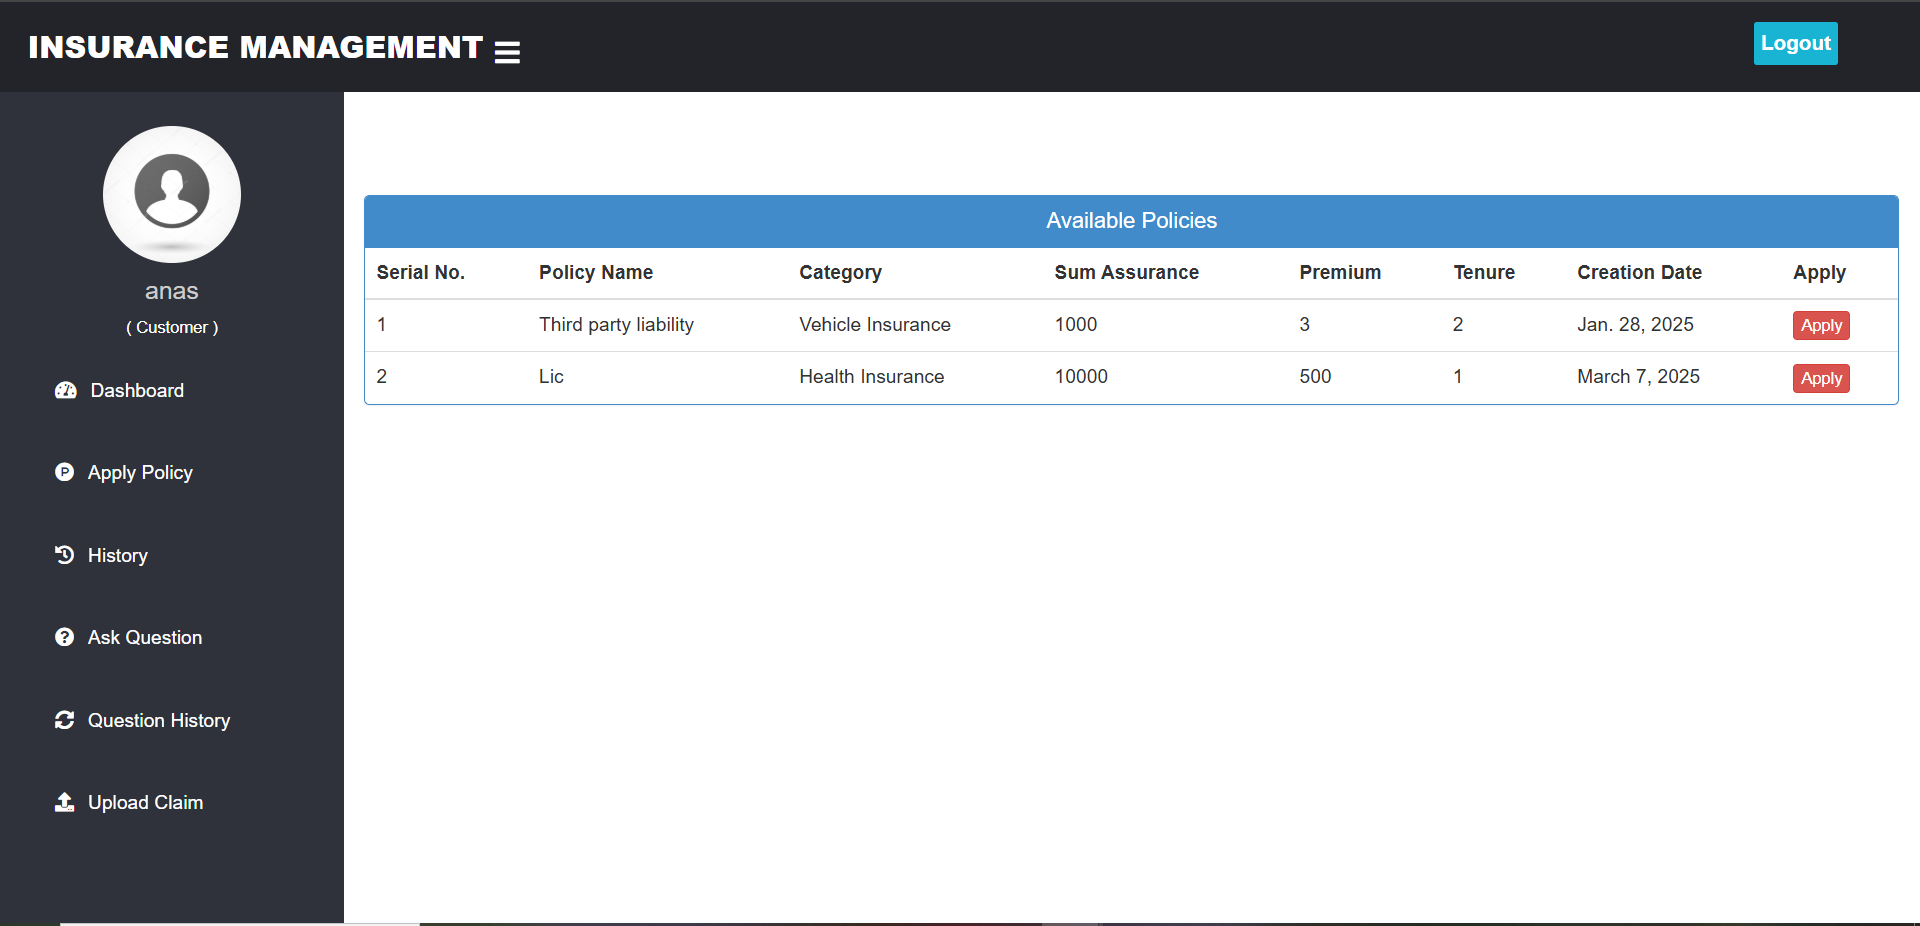 INSURANCE MANAGEMENT
Logout
anas
( Customer )
Dashboard
Apply Policy
History
Ask Question
Question History
Upload Claim
Available Policies
Serial No. Policy Name Category Sum Assurance Premium Tenure Creation Date Apply
1 Third party liability Vehicle Insurance 1000 3 2 Jan. 28, 2025 Apply
2 Lic Health Insurance 10000 500 1 March 7, 2025 Apply